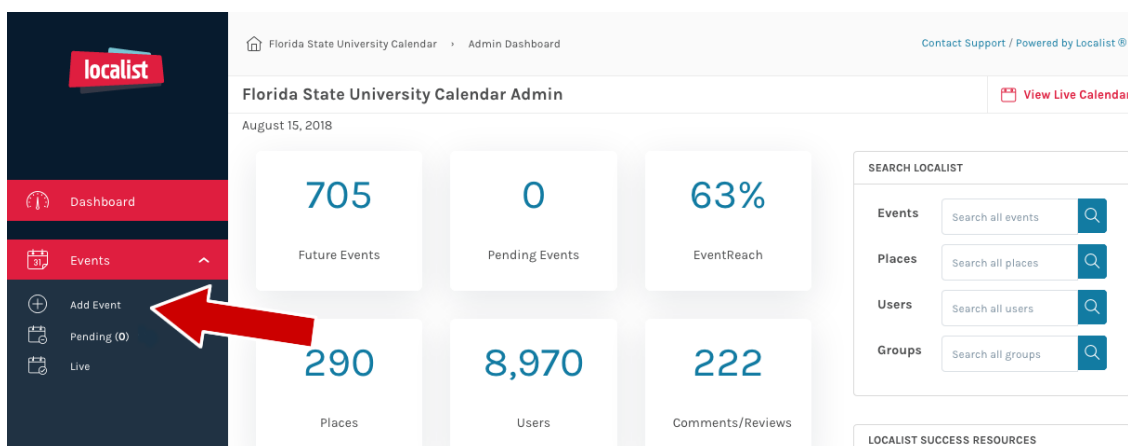 localist
Florida State University Calendar › Admin Dashboard
Contact Support / Powered by Localist ®
Florida State University Calendar Admin
View Live Calendar
August 15, 2018
Dashboard
31
Events
Add Event
Pending (0)
Live
705
Future Events
0
Pending Events
63%
EventReach
290
Places
8,970
Users
222
Comments/Reviews
SEARCH LOCALIST
Events
Search all events
Places
Search all places
Users
Search all users
Groups
Search all groups
LOCALIST SUCCESS RESOURCES